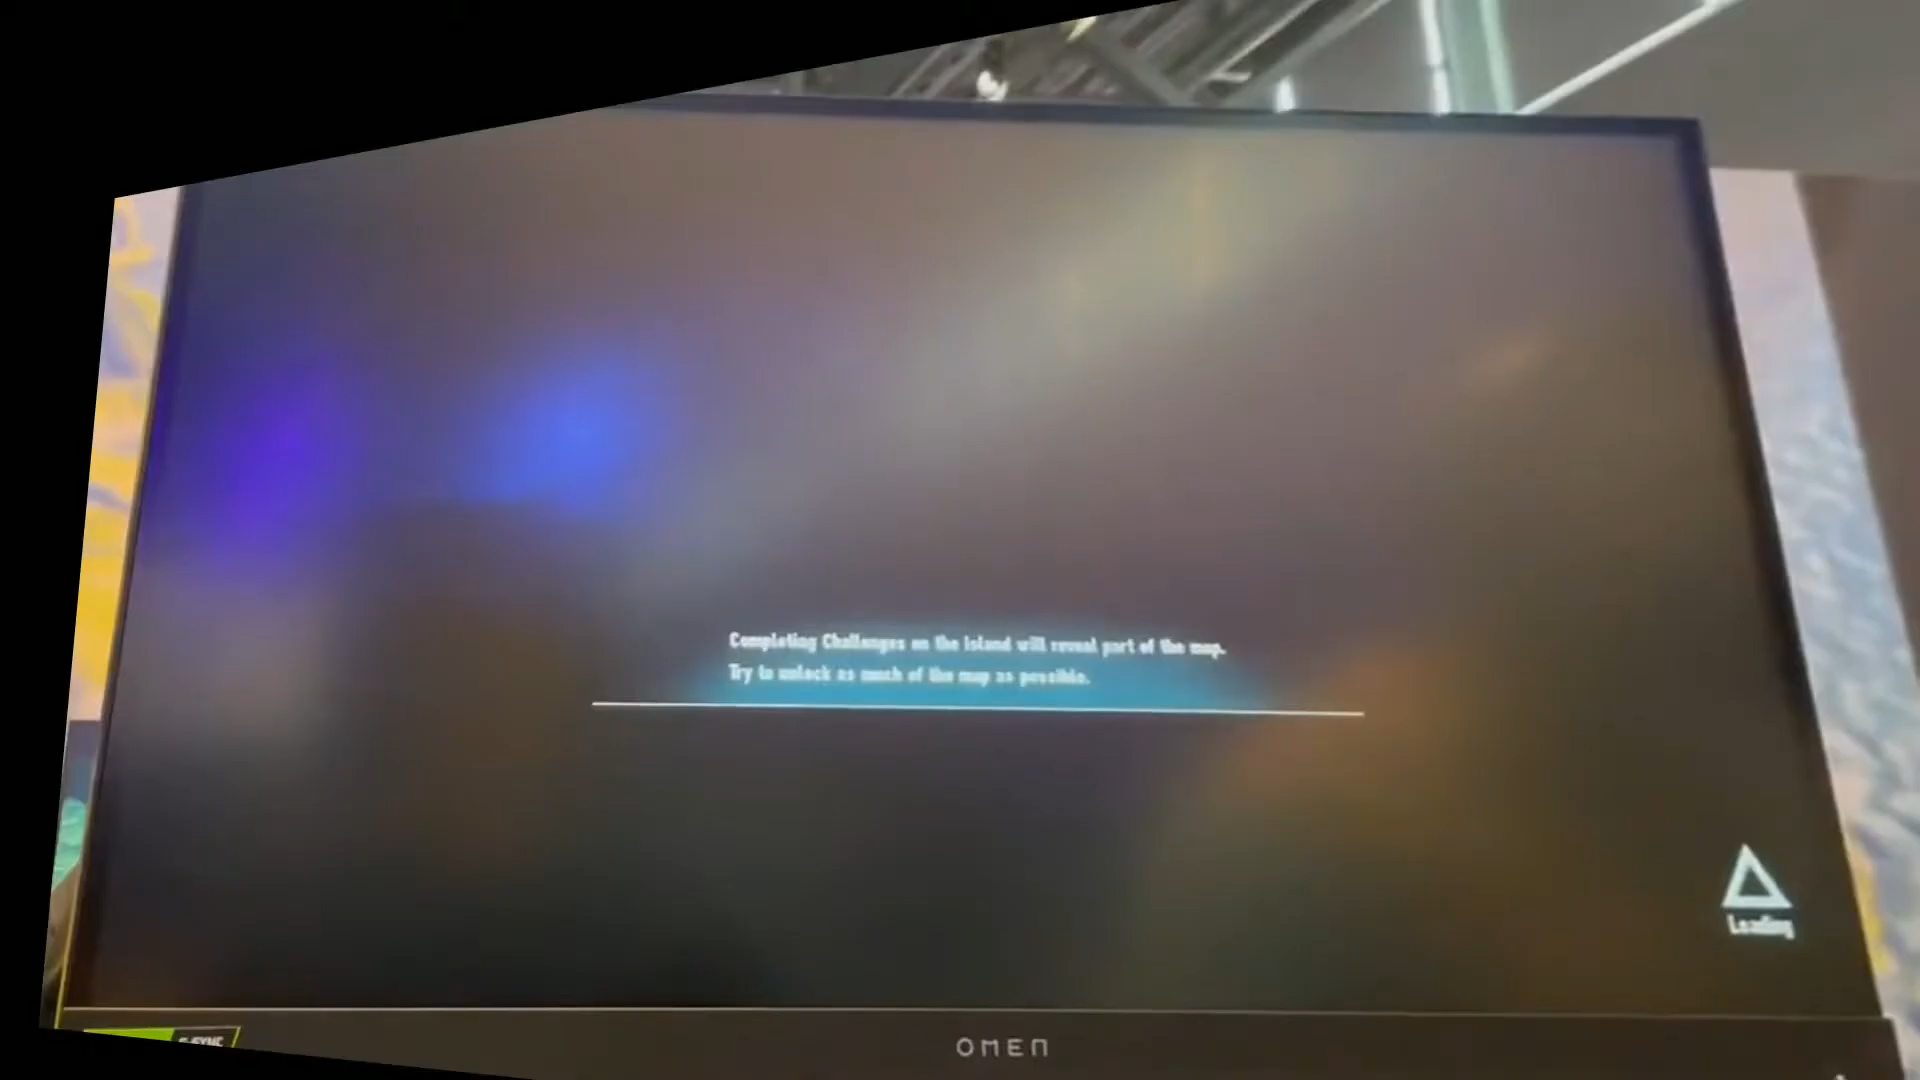 Completing Challenges on the island will reveal part of the map.
Try to unlock as much of the map as possible.
Loading
G-SYNC
OMEN